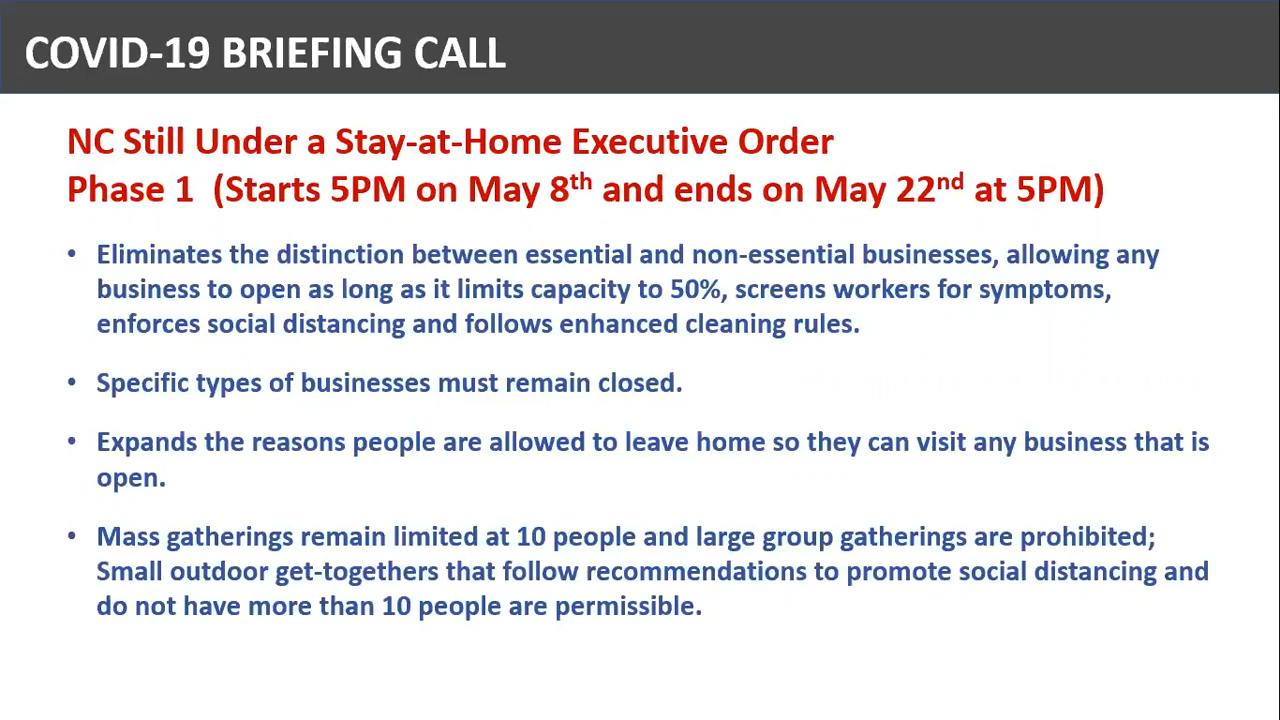 COVID-19 BRIEFING CALL
NC Still Under a Stay-at-Home Executive Order
Phase 1 (Starts 5PM on May 8th and ends on May 22nd at 5PM)
• Eliminates the distinction between essential and non-essential businesses, allowing any
business to open as long as it limits capacity to 50%, screens workers for symptoms,
enforces social distancing and follows enhanced cleaning rules.
• Specific types of businesses must remain closed.
• Expands the reasons people are allowed to leave home so they can visit any business that is
open.
• Mass gatherings remain limited at 10 people and large group gatherings are prohibited;
Small outdoor get-togethers that follow recommendations to promote social distancing and
do not have more than 10 people are permissible.